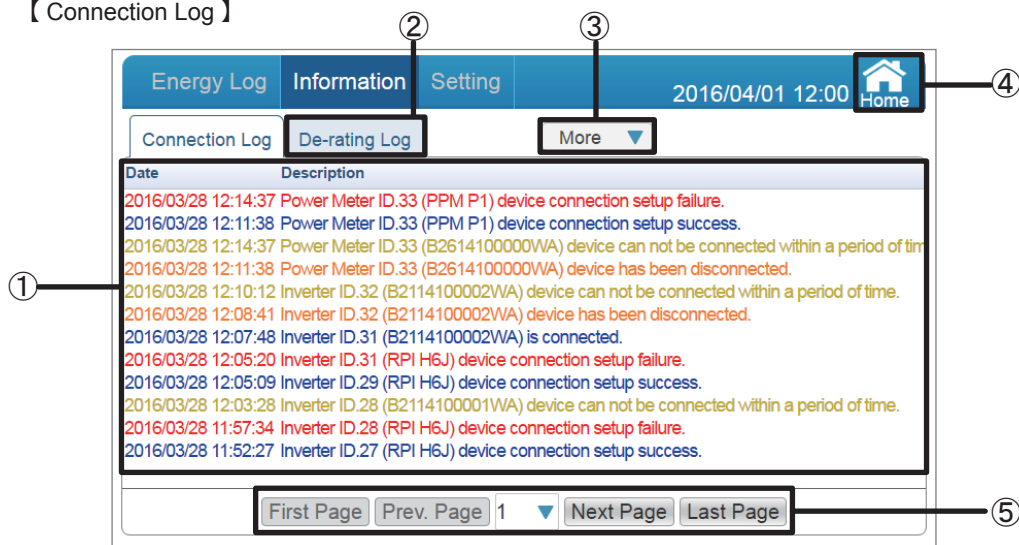 【 Connection Log 】
② ③
Energy Log Information Setting 2016/04/01 12:00 Home ④
Connection Log De-rating Log More ▼
Date Description
2016/03/28 12:14:37 Power Meter ID.33 (PPM P1) device connection setup failure.
2016/03/28 12:11:38 Power Meter ID.33 (PPM P1) device connection setup success.
2016/03/28 12:14:37 Power Meter ID.33 (B2614100000WA) device can not be connected within a period of tim
2016/03/28 12:11:38 Power Meter ID.33 (B2614100000WA) device has been disconnected.
① 2016/03/28 12:10:12 Inverter ID.32 (B2114100002WA) device can not be connected within a period of time.
2016/03/28 12:08:41 Inverter ID.32 (B2114100002WA) device has been disconnected.
2016/03/28 12:07:48 Inverter ID.31 (B2114100002WA) is connected.
2016/03/28 12:05:20 Inverter ID.31 (RPI H6J) device connection setup failure.
2016/03/28 12:05:09 Inverter ID.29 (RPI H6J) device connection setup success.
2016/03/28 12:03:28 Inverter ID.28 (B2114100001WA) device can not be connected within a period of time.
2016/03/28 11:57:34 Inverter ID.28 (RPI H6J) device connection setup failure.
2016/03/28 11:52:27 Inverter ID.27 (RPI H6J) device connection setup success.
First Page Prev. Page 1 ▼ Next Page Last Page ⑤